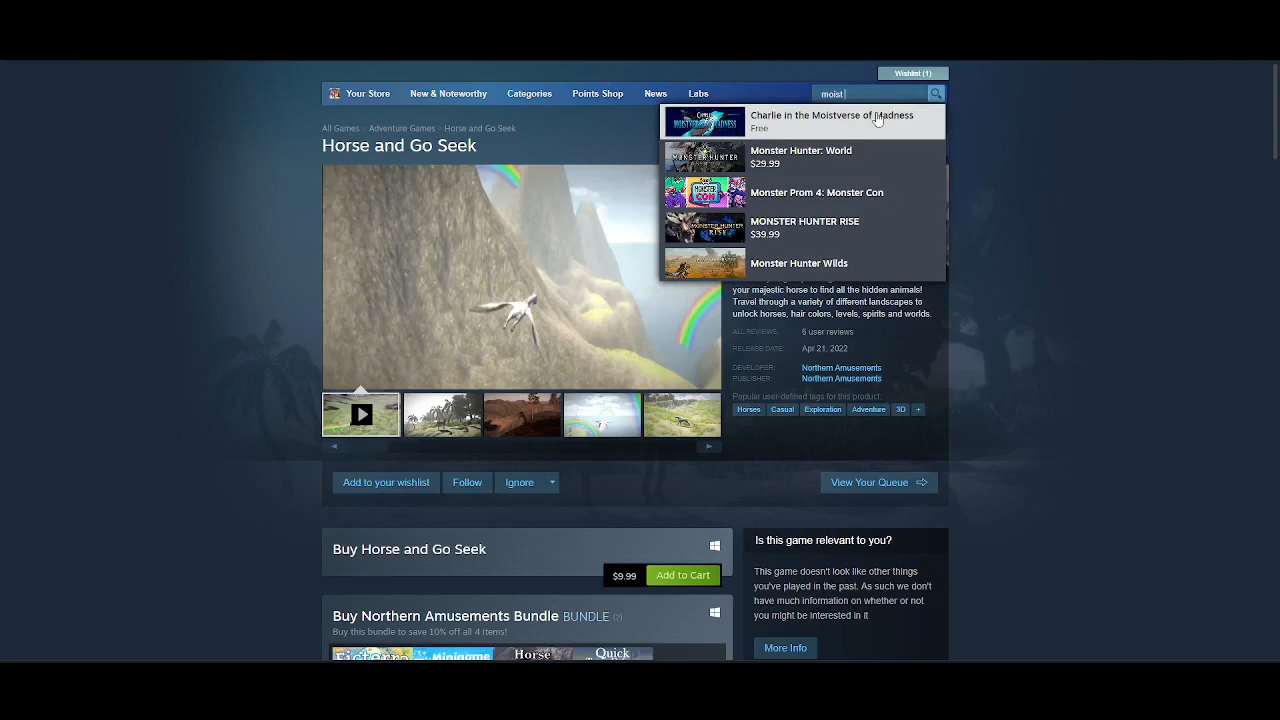 Wishlist (1)
Your Store New & Noteworthy Categories Points Shop News Labs moist
Charlie in the Moistverse of Madness
Free
Monster Hunter: World
$29.99
Monster Prom 4: Monster Con
MONSTER HUNTER RISE
$39.99
Monster Hunter Wilds
All Games Adventure Games Horse and Go Seek
Horse and Go Seek
your majestic horse to find all the hidden animals!
Travel through a variety of different landscapes to
unlock horses, hair colors, levels, spirits and worlds.
ALL REVIEWS: 6 user reviews
RELEASE DATE: Apr 21, 2022
DEVELOPER: Northern Amusements
PUBLISHER: Northern Amusements
Popular user-defined tags for this product:
Horses Casual Exploration Adventure 3D +
Add to your wishlist Follow Ignore View Your Queue
Buy Horse and Go Seek
$9.99 Add to Cart
Is this game relevant to you?
This game doesn't look like other things
you've played in the past. As such we don't
have much information on whether or not
you might be interested in it
More Info
Buy Northern Amusements Bundle BUNDLE (?)
Buy this bundle to save 10% off all 4 items!
Minigame Horse Quick